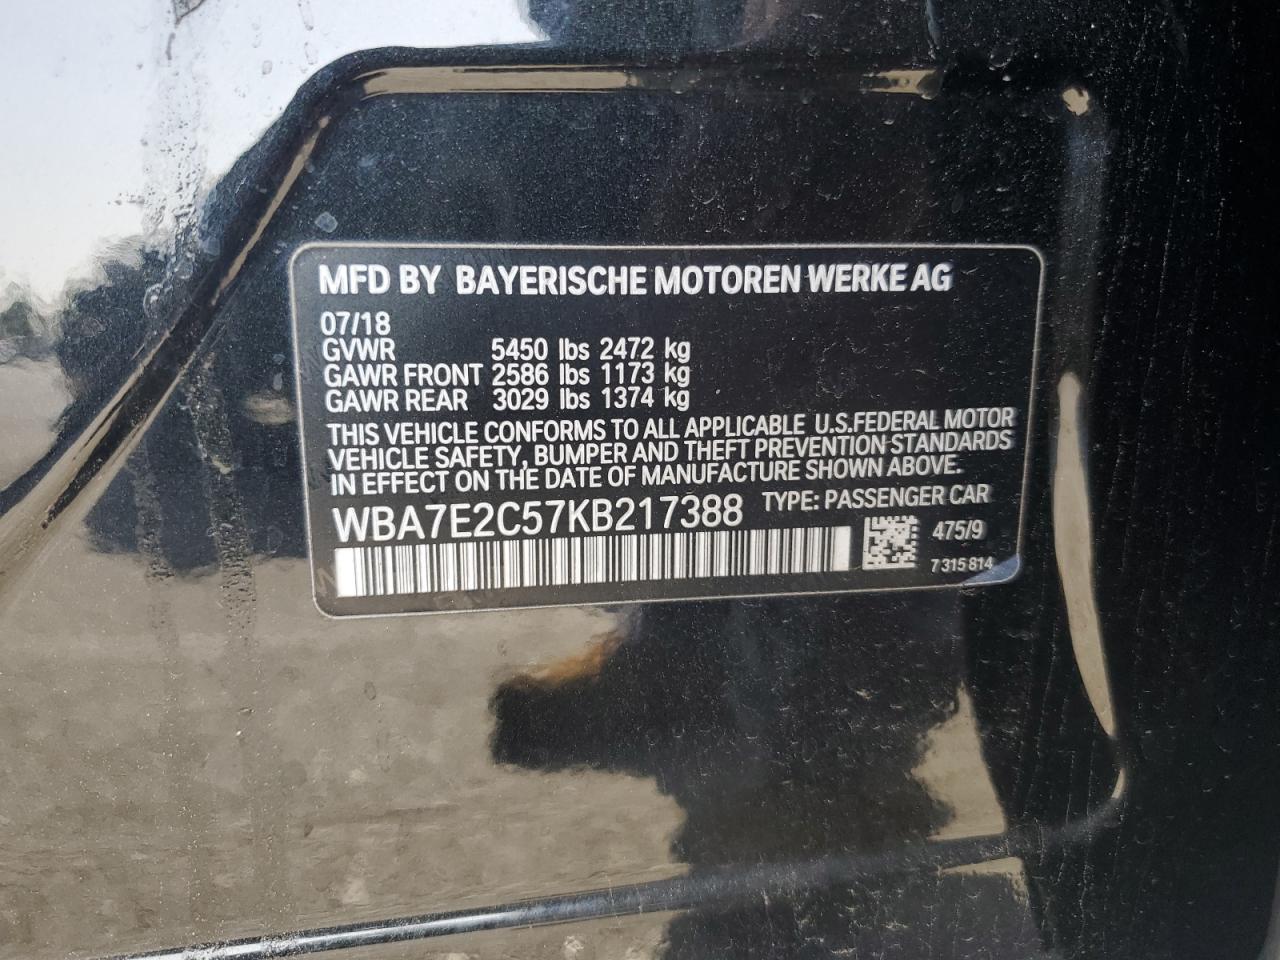 MFD BY BAYERISCHE MOTOREN WERKE AG
07/18
GVWR 5450 lbs 2472 kg
GAWR FRONT 2586 lbs 1173 kg
GAWR REAR 3029 lbs 1374 kg
THIS VEHICLE CONFORMS TO ALL APPLICABLE U.S.FEDERAL MOTOR
VEHICLE SAFETY, BUMPER AND THEFT PREVENTION STANDARDS
IN EFFECT ON THE DATE OF MANUFACTURE SHOWN ABOVE.
WBA7E2C57KB217388 TYPE: PASSENGER CAR
475/9
7 315 814